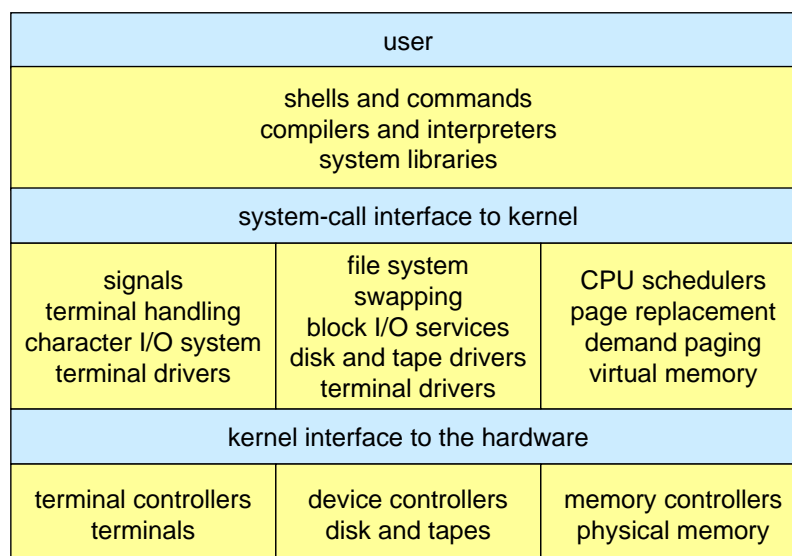 user
shells and commands
compilers and interpreters
system libraries
system-call interface to kernel
signals
terminal handling
character I/O system
terminal drivers
file system
swapping
block I/O services
disk and tape drivers
terminal drivers
CPU schedulers
page replacement
demand paging
virtual memory
kernel interface to the hardware
terminal controllers
terminals
device controllers
disk and tapes
memory controllers
physical memory